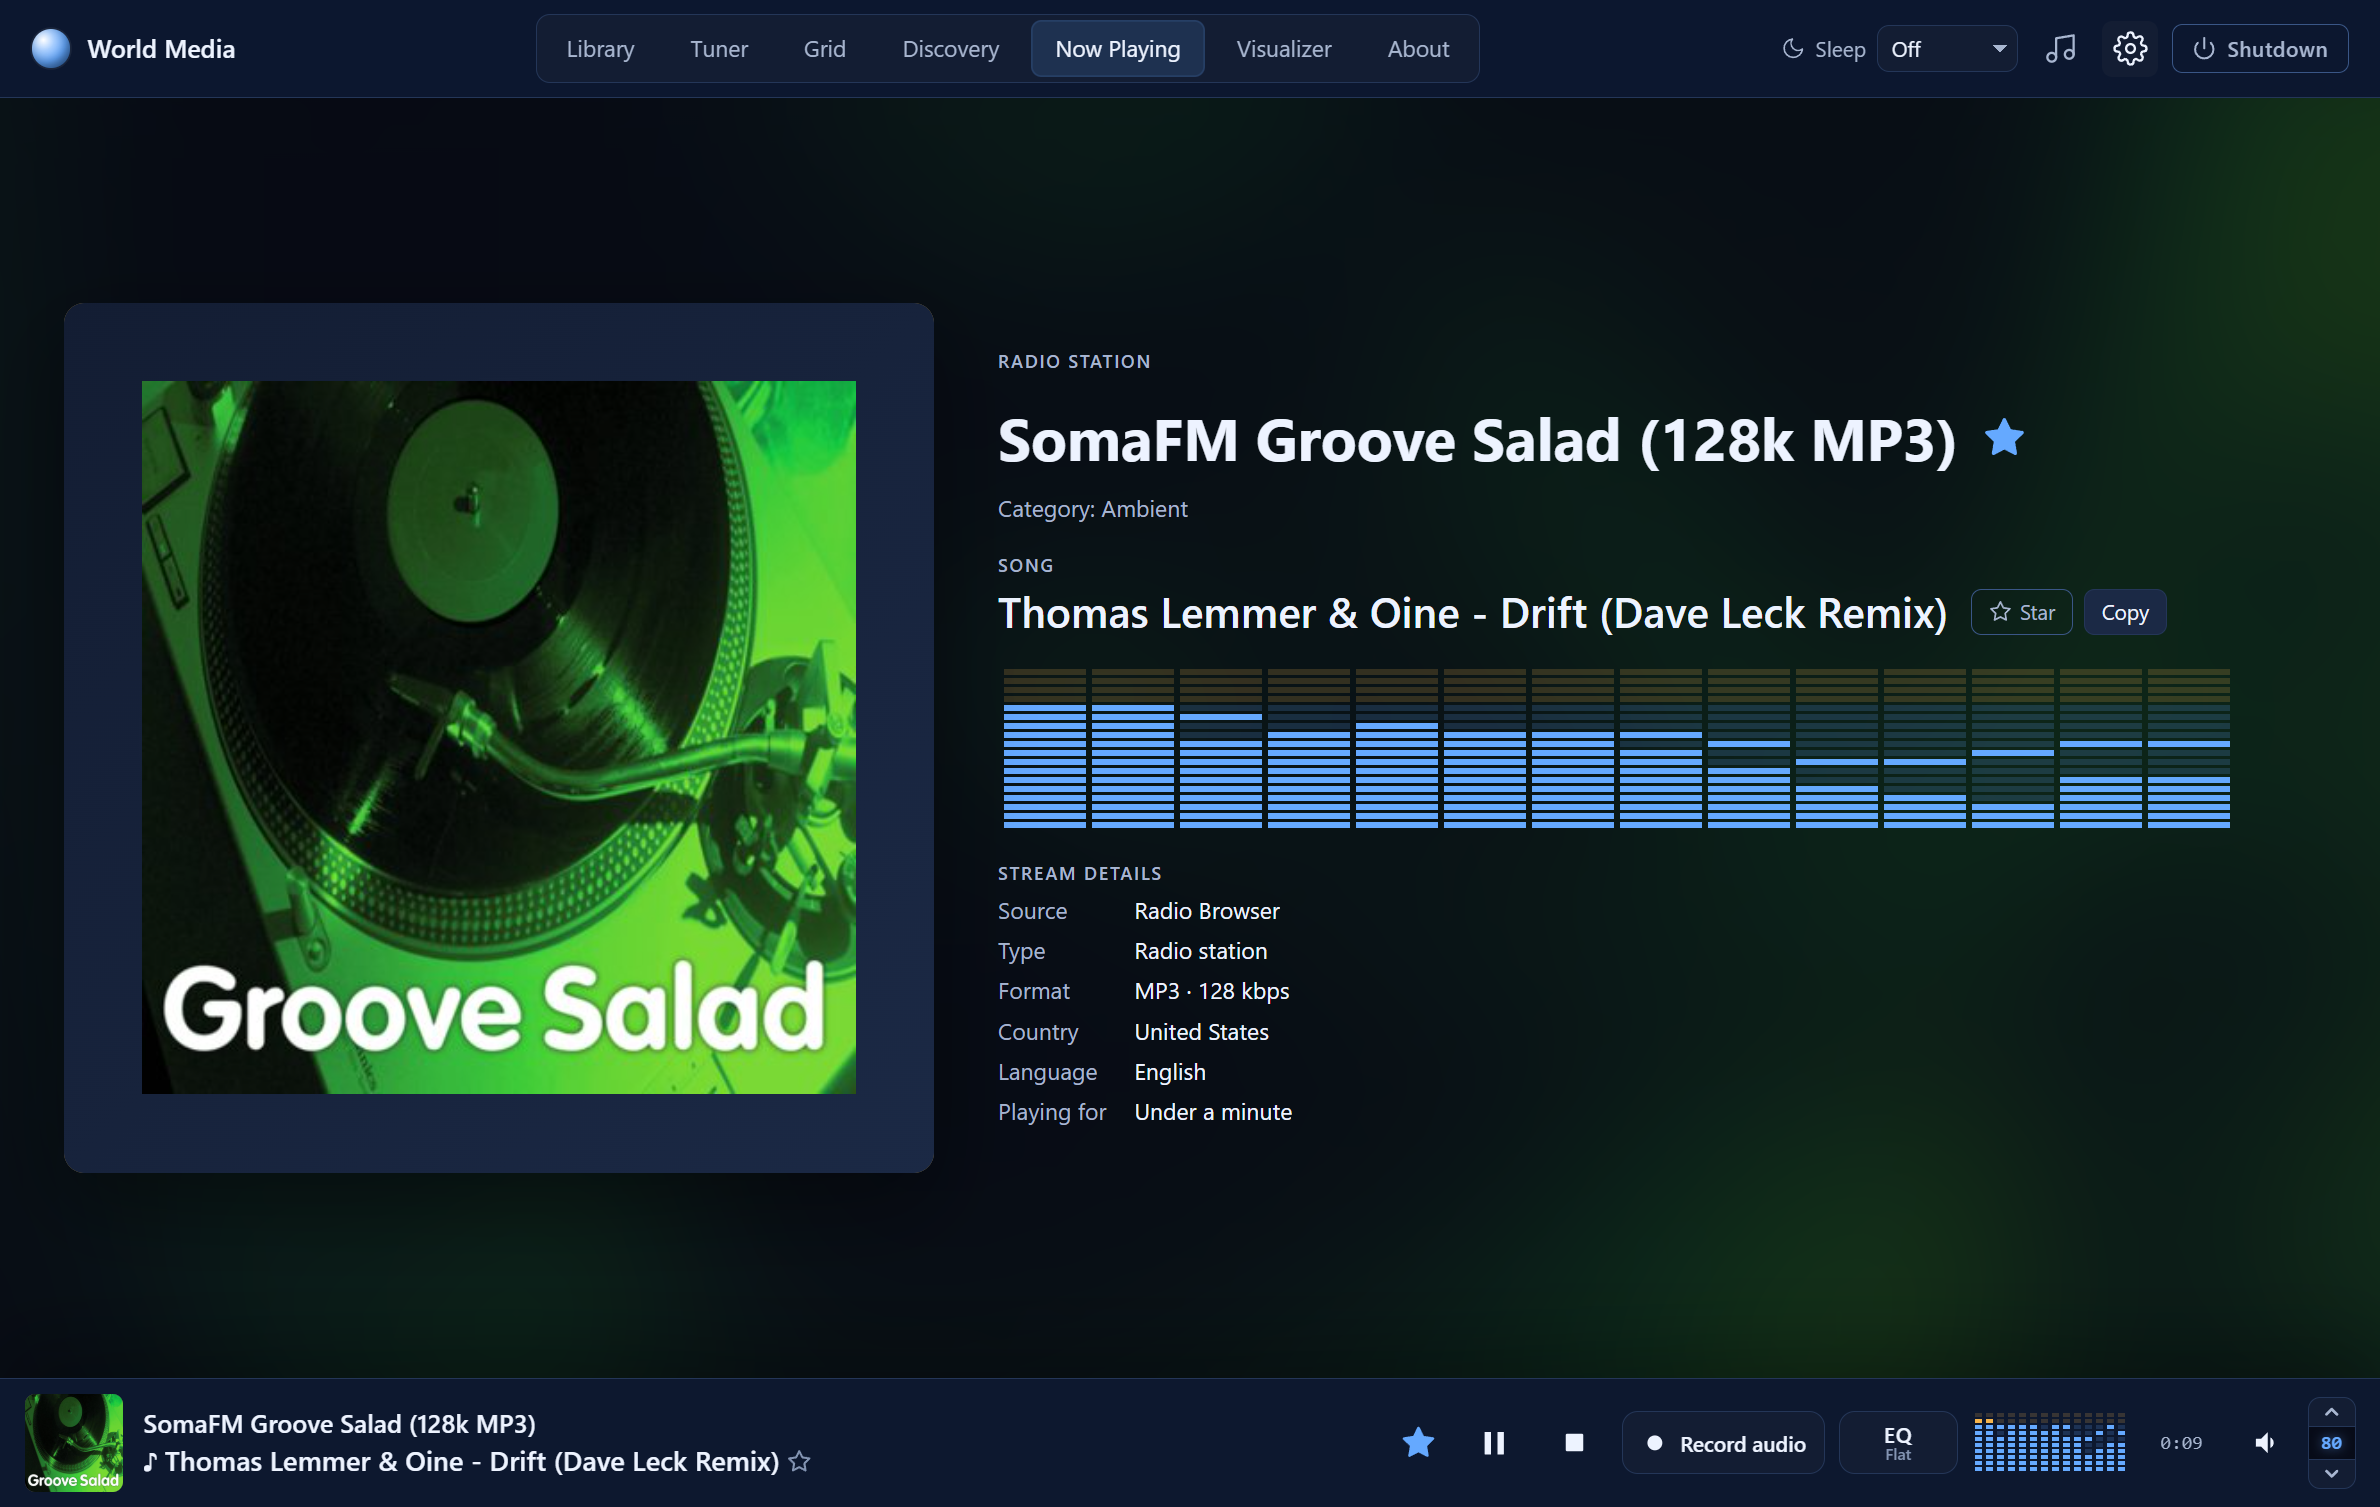 World Media
Library
Tuner
Grid
Discovery
Now Playing
Visualizer
About
Sleep
Off
Shutdown
Groove Salad
RADIO STATION
SomaFM Groove Salad (128k MP3)
Category: Ambient
SONG
Thomas Lemmer & Oine - Drift (Dave Leck Remix)
Star
Copy
STREAM DETAILS
Source Radio Browser
Type Radio station
Format MP3 · 128 kbps
Country United States
Language English
Playing for Under a minute
Groove Salad
SomaFM Groove Salad (128k MP3)
Thomas Lemmer & Oine - Drift (Dave Leck Remix)
Record audio
EQ
Flat
0:09
80